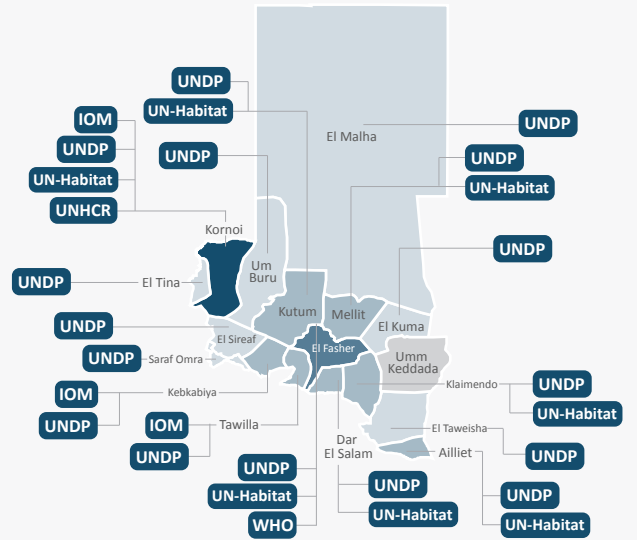 UNDP
UN-Habitat
IOM
UNDP
UN-Habitat
UNHCR
UNDP
El Malha
UNDP
UNDP
UN-Habitat
Kornoi
UNDP
Um
Buru
UNDP
El Tina
Kutum
Mellit
El Kuma
UNDP
El Sireaf
El Fasher
UNDP
Saraf Omra
Umm
Keddada
IOM
Kebkabiya
UNDP
Klaimendo
UNDP
UN-Habitat
IOM
Tawilla
UNDP
El Taweisha
UNDP
Dar
El Salam
Ailliet
UNDP
UN-Habitat
WHO
UNDP
UN-Habitat
UNDP
UN-Habitat